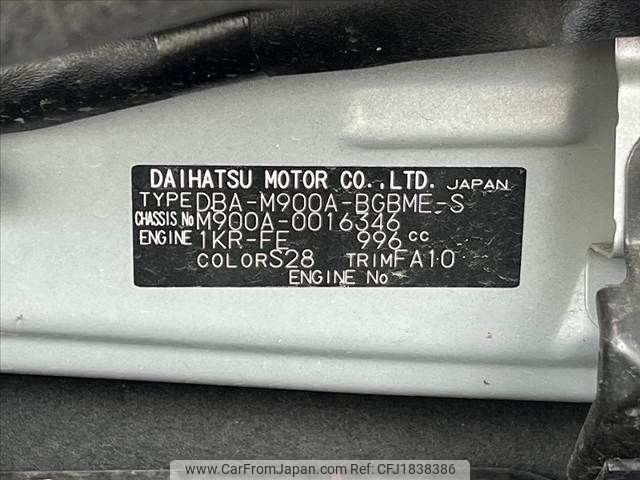 DAIHATSU MOTOR CO.,LTD. JAPAN
TYPE DBA-M900A-BGBME-S
CHASSIS No M900A-0016346
ENGINE 1KR-FE 996 cc
COLOR S28 TRIM FA10
ENGINE No
www.carfromjapan.com Ref No. CFJ1838386